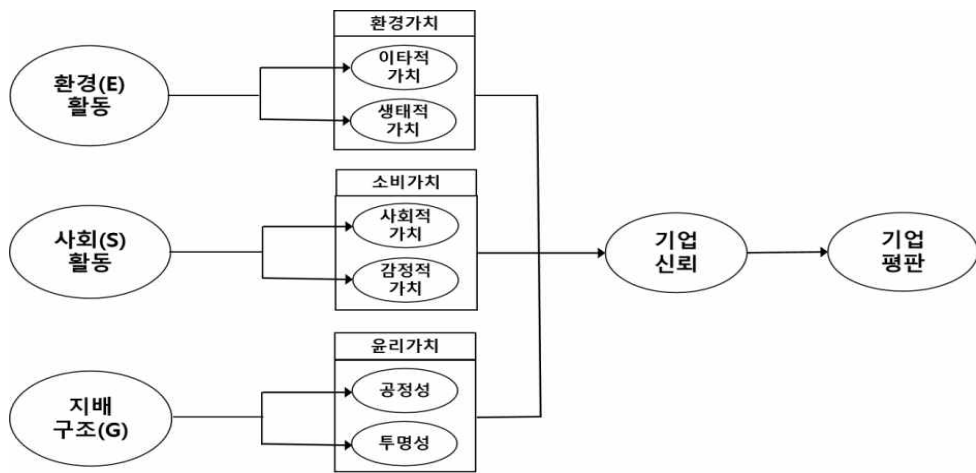 환경가치
환경(E)
활동
이타적
가치
생태적
가치
소비가치
사회(S)
활동
사회적
가치
감정적
가치
기업
신뢰
기업
평판
윤리가치
지배
구조(G)
공정성
투명성